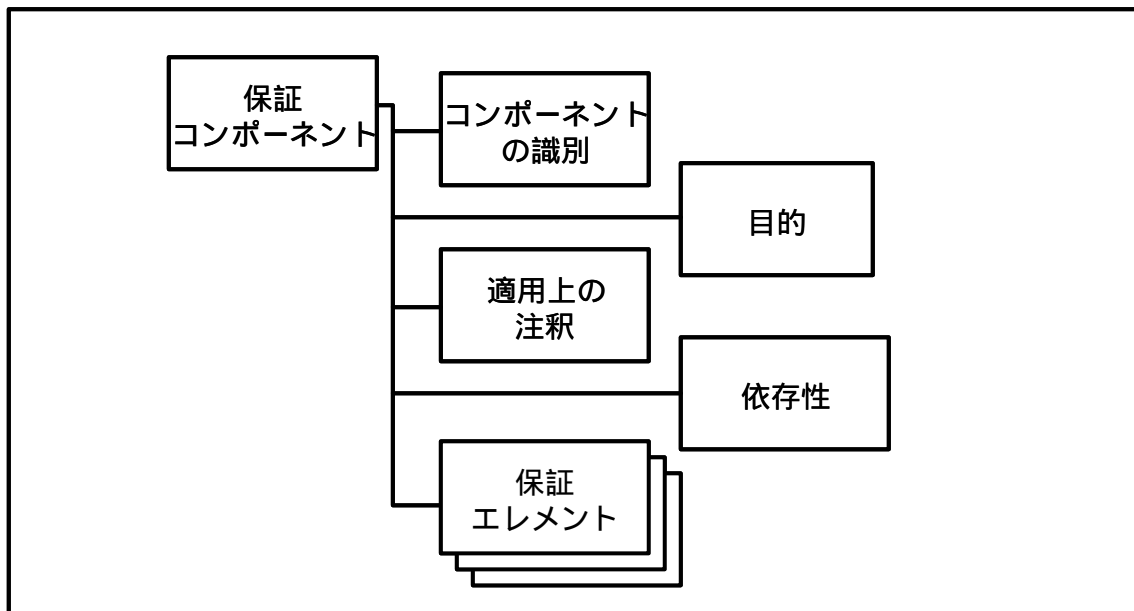 保証
コンポーネント
コンポーネント
の識別
目的
適用上の
注釈
依存性
保証
エレメント